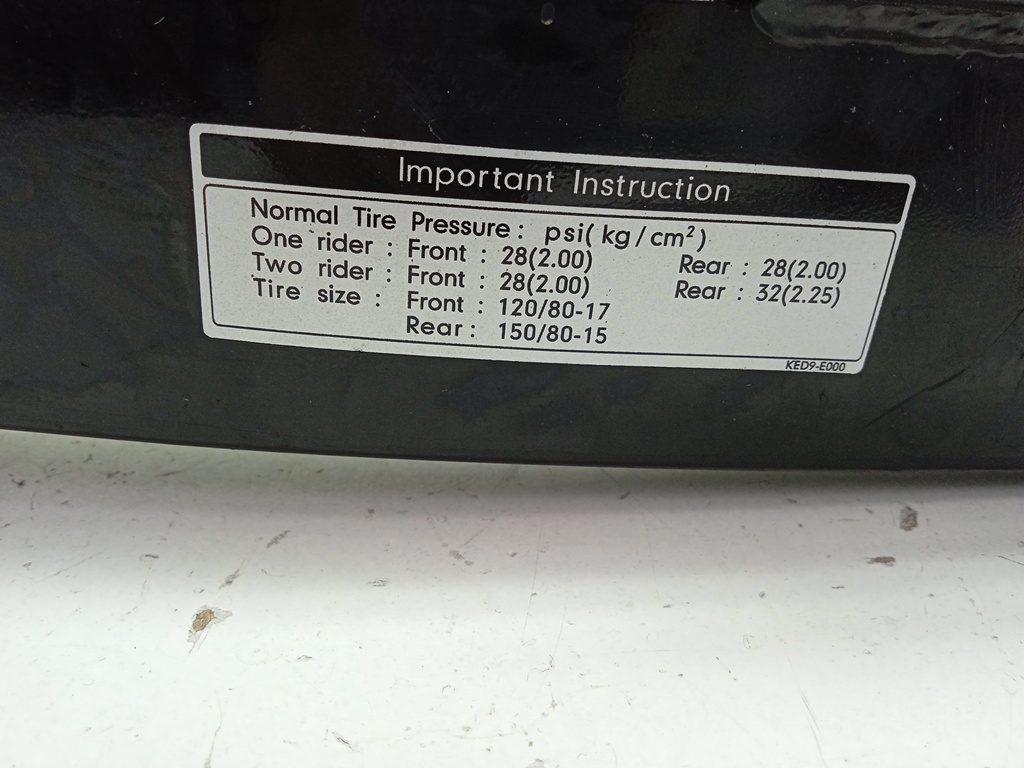 Important Instruction
Normal Tire Pressure: psi(kg/cm²)
One rider: Front: 28(2.00) Rear: 28(2.00)
Two rider: Front: 28(2.00) Rear: 32(2.25)
Tire size: Front: 120/80-17
Rear: 150/80-15
KED9-E000